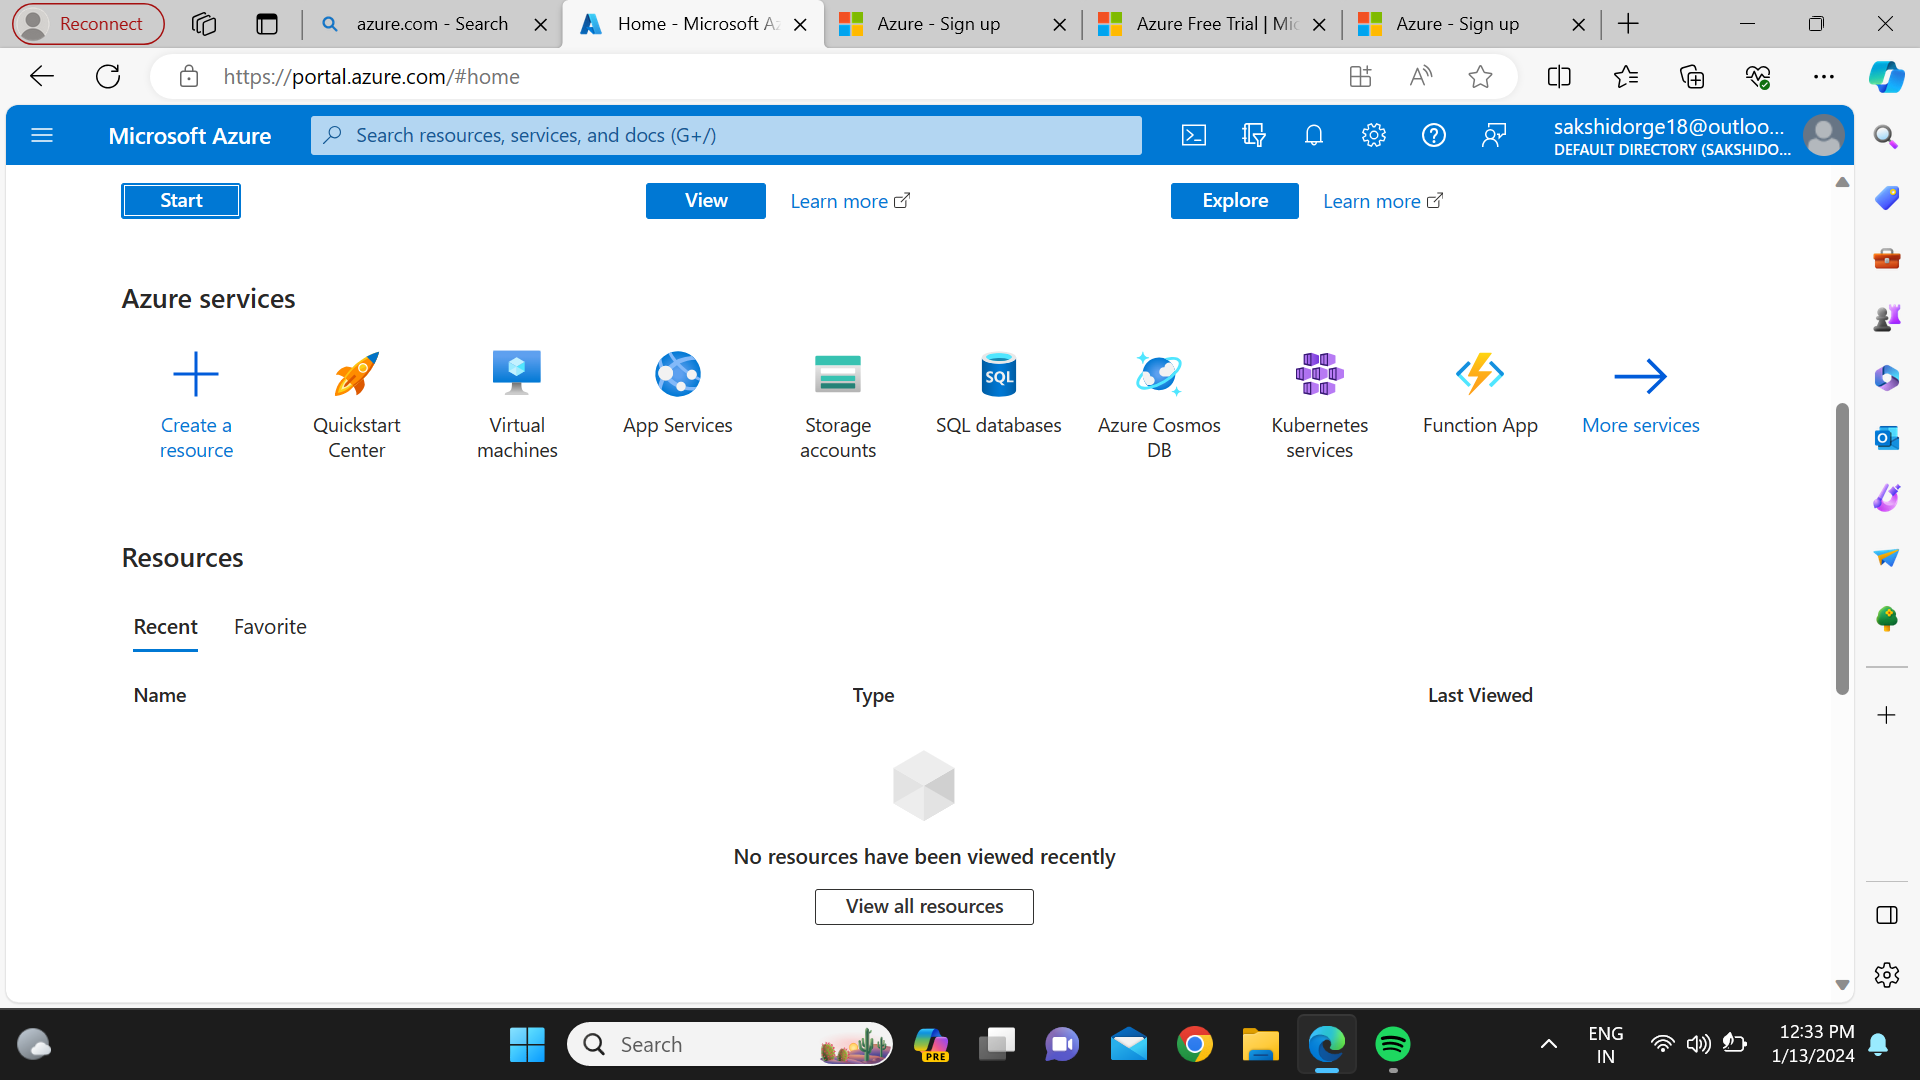 Reconnect
azure.com - Search
Home - Microsoft Az
Azure - Sign up
Azure Free Trial | Mic
Azure - Sign up
https://portal.azure.com/#home
Microsoft Azure
Search resources, services, and docs (G+/)
sakshidorge18@outloo...
DEFAULT DIRECTORY (SAKSHIDO...
Start
View
Learn more
Explore
Learn more
Azure services
Create a
resource
Quickstart
Center
Virtual
machines
App Services
Storage
accounts
SQL
SQL databases
Azure Cosmos
DB
Kubernetes
services
Function App
More services
Resources
Recent
Favorite
Name
Type
Last Viewed
No resources have been viewed recently
View all resources
Search
PRE
ENG
IN
12:33 PM
1/13/2024